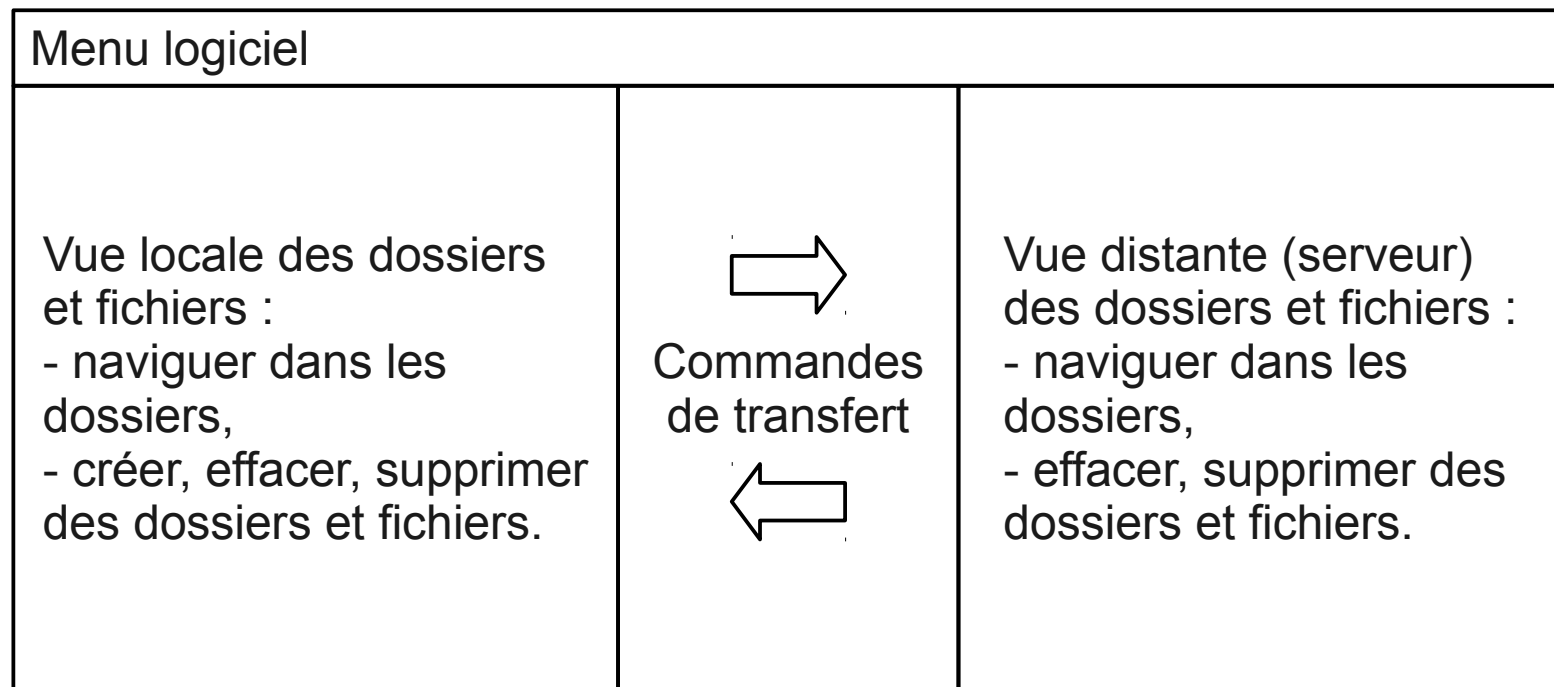 Menu logiciel
Vue locale des dossiers
et fichiers :
- naviguer dans les
dossiers,
- créer, effacer, supprimer
des dossiers et fichiers.
Commandes
de transfert
Vue distante (serveur)
des dossiers et fichiers :
- naviguer dans les
dossiers,
- effacer, supprimer des
dossiers et fichiers.